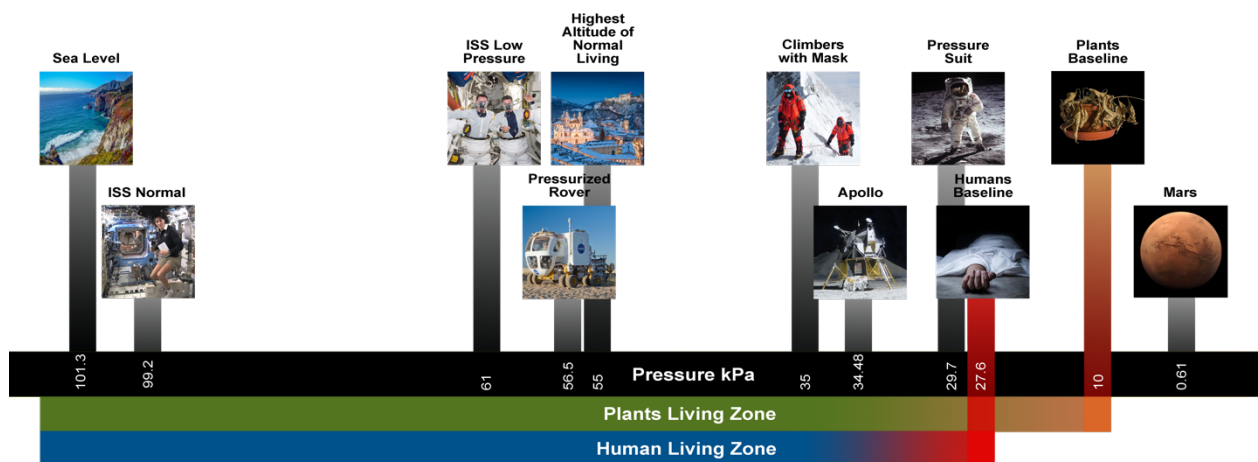 Sea Level
ISS Normal
ISS Low
Pressure
Highest
Altitude of
Normal
Living
Pressurized
Rover
Climbers
with Mask
Apollo
Pressure
Suit
Humans
Baseline
Plants
Baseline
Mars
101.3
99.2
61
56.5
55
Pressure kPa
35
34.48
29.7
27.6
10
0.61
Plants Living Zone
Human Living Zone